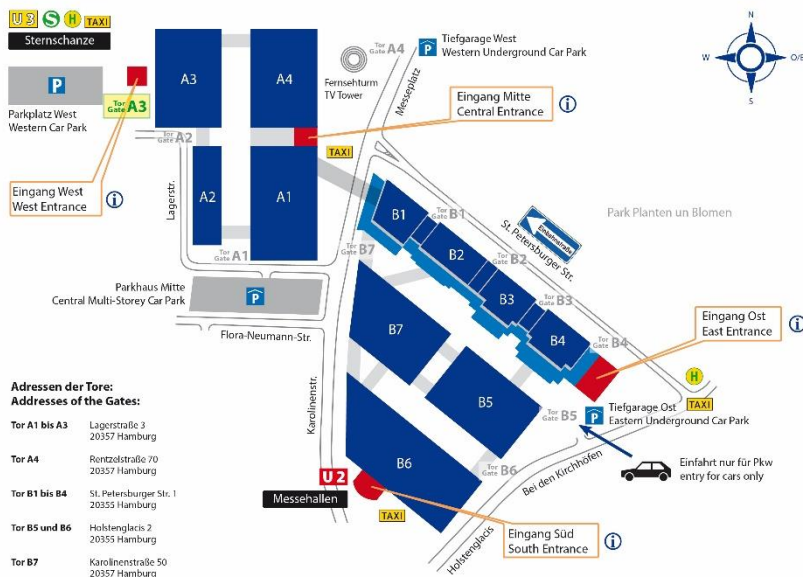 U3 S H TAXI
Sternschanze
P
Parkplatz West
Western Car Park
Tor
Gate A3
Eingang West
West Entrance
i
A3
A4
Tor
Gate A2
A2
A1
Lagerstr.
Tor
Gate A1
Fernsehturm
TV Tower
Tor
Gate A4
P
Tiefgarage West
Western Underground Car Park
Messeplatz
Eingang Mitte
Central Entrance
i
TAXI
N
W
O/E
S
Park Planten un Blomen
Einbahnstraße
St. Petersburger Str.
B1
Tor
Gate B1
B2
Tor
Gate B2
B3
Tor
Gate B3
B4
Tor
Gate B4
Eingang Ost
East Entrance
i
H
TAXI
Parkhaus Mitte
Central Multi-Storey Car Park
P
Flora-Neumann-Str.
Karolinenstr.
Tor
Gate B7
B7
B5
B6
Tor
Gate B5
P
Tiefgarage Ost
Eastern Underground Car Park
Tor
Gate B6
Bei den Kirchhöfen
Einfahrt nur für Pkw
entry for cars only
Holstenglacis
U2
Messehallen
TAXI
Eingang Süd
South Entrance
i
Adressen der Tore:
Addresses of the Gates:
Tor A1 bis A3 Lagerstraße 3
20357 Hamburg
Tor A4 Rentzelstraße 70
20357 Hamburg
Tor B1 bis B4 St. Petersburger Str. 1
20355 Hamburg
Tor B5 und B6 Holstenglacis 2
20355 Hamburg
Tor B7 Karolinenstraße 50
20357 Hamburg